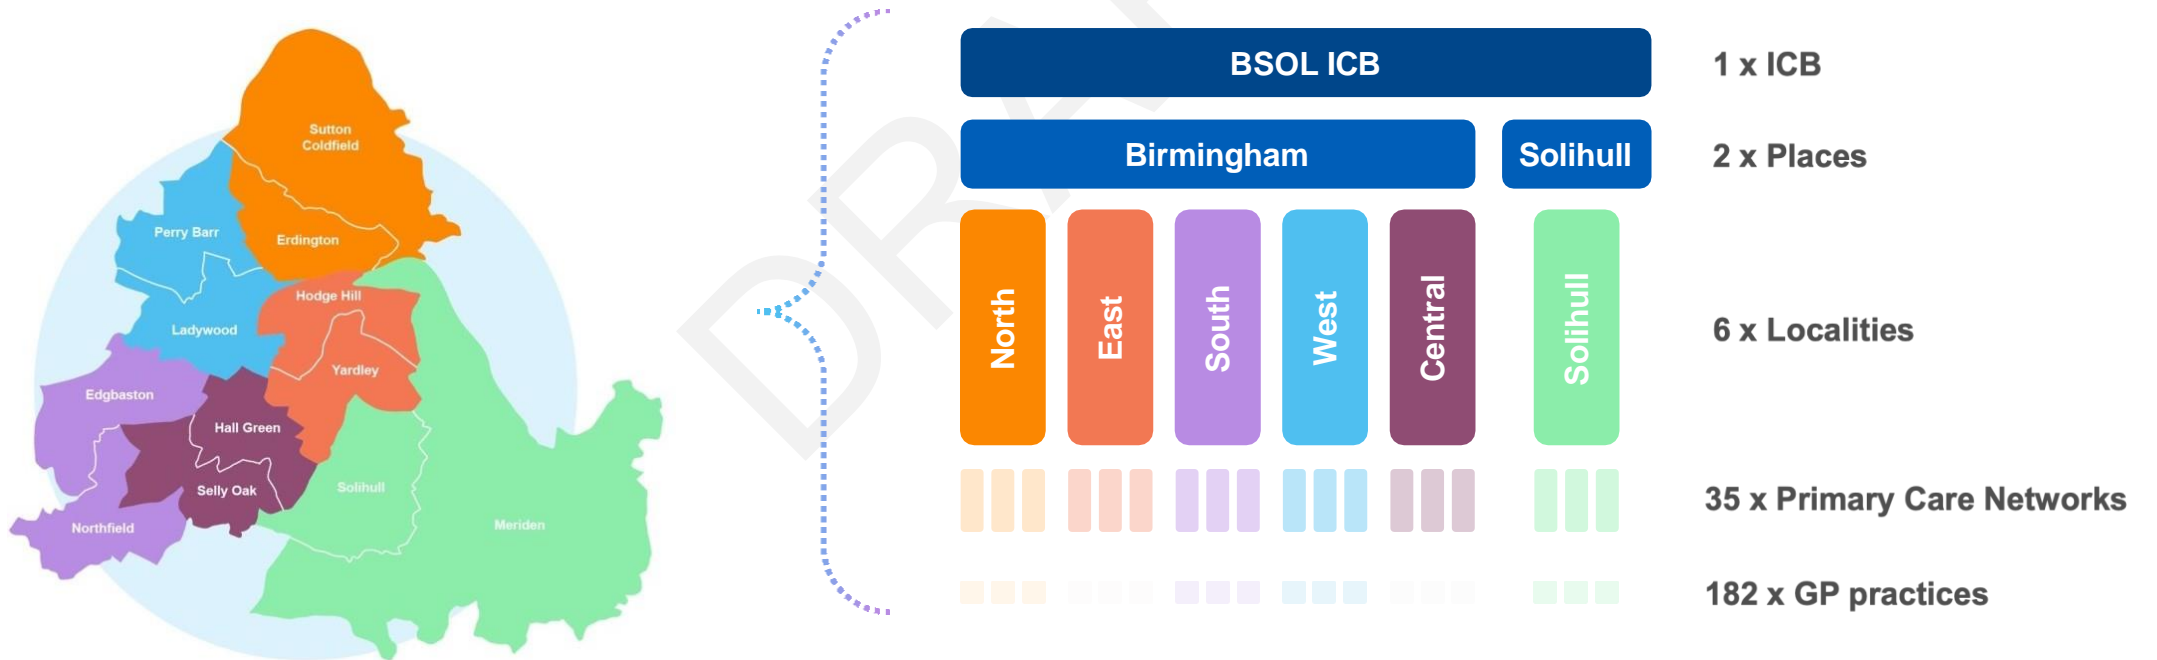 Sutton
Coldfield
Perry Barr
Erdington
Hodge Hill
Ladywood
Yardley
Edgbaston
Hall Green
Selly Oak
Solihull
Northfield
Meriden
BSOL ICB
1 x ICB
Birmingham
Solihull
2 x Places
North
East
South
West
Central
Solihull
6 x Localities
35 x Primary Care Networks
182 x GP practices
DRA